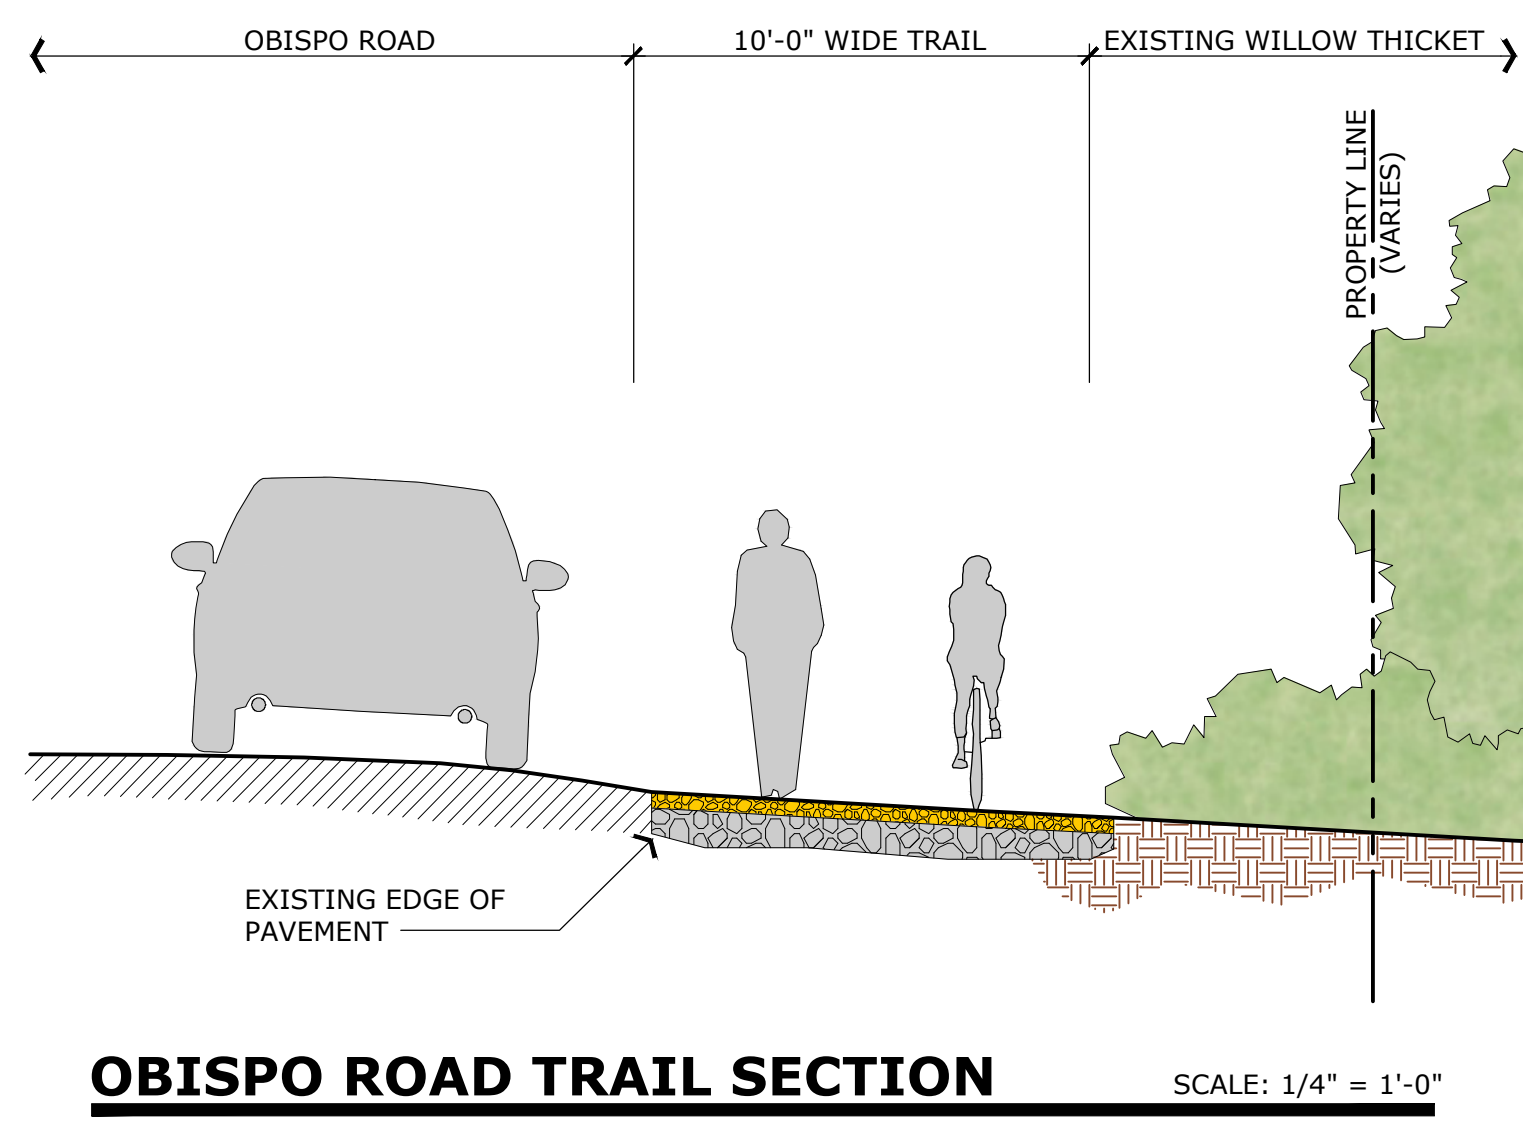 OBISPO ROAD
10'-0" WIDE TRAIL
EXISTING WILLOW THICKET
PROPERTY LINE
(VARIES)
EXISTING EDGE OF
PAVEMENT
OBISPO ROAD TRAIL SECTION
SCALE: 1/4" = 1'-0"